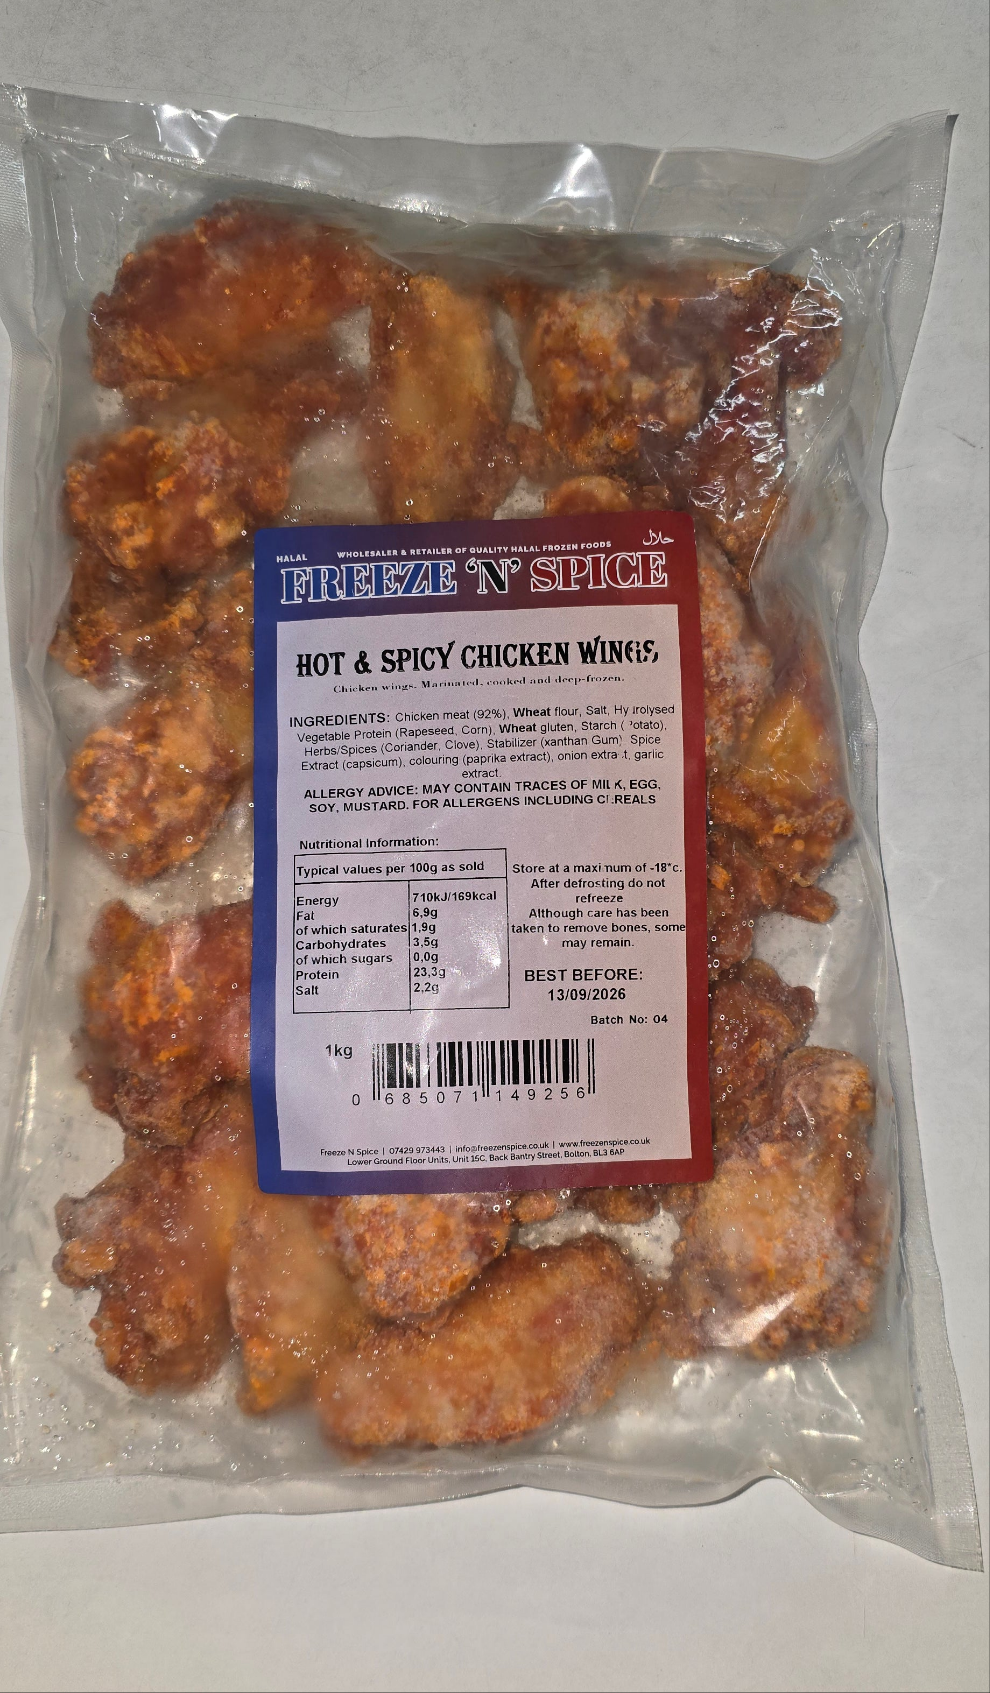 HALAL
WHOLESALER & RETAILER OF QUALITY HALAL FROZEN FOODS
حلال
FREEZE ‘N’ SPICE
HOT & SPICY CHICKEN WINGS
Chicken wings. Marinated, cooked and deep-frozen.
INGREDIENTS: Chicken meat (92%), Wheat flour, Salt, Hydrolysed
Vegetable Protein (Rapeseed, Corn), Wheat gluten, Starch (Potato),
Herbs/Spices (Coriander, Clove), Stabilizer (xanthan Gum) Spice
Extract (capsicum), colouring (paprika extract), onion extract, garlic
extract.
ALLERGY ADVICE: MAY CONTAIN TRACES OF MILK, EGG,
SOY, MUSTARD. FOR ALLERGENS INCLUDING CEREALS
Nutritional Information:
Typical values per 100g as sold
Energy 710kJ/169kcal
Fat 6,9g
of which saturates 1,9g
Carbohydrates 3,5g
of which sugars 0,0g
Protein 23,3g
Salt 2,2g
Store at a maximum of -18*c.
After defrosting do not
refreeze
Although care has been
taken to remove bones, some
may remain.
BEST BEFORE:
13/09/2026
Batch No: 04
1kg
0 685071 149256
Freeze N Spice | 07429 973443 | info@freezenspice.co.uk | www.freezenspice.co.uk
Lower Ground Floor Units, Unit 15C, Back Bantry Street, Bolton, BL3 6AP